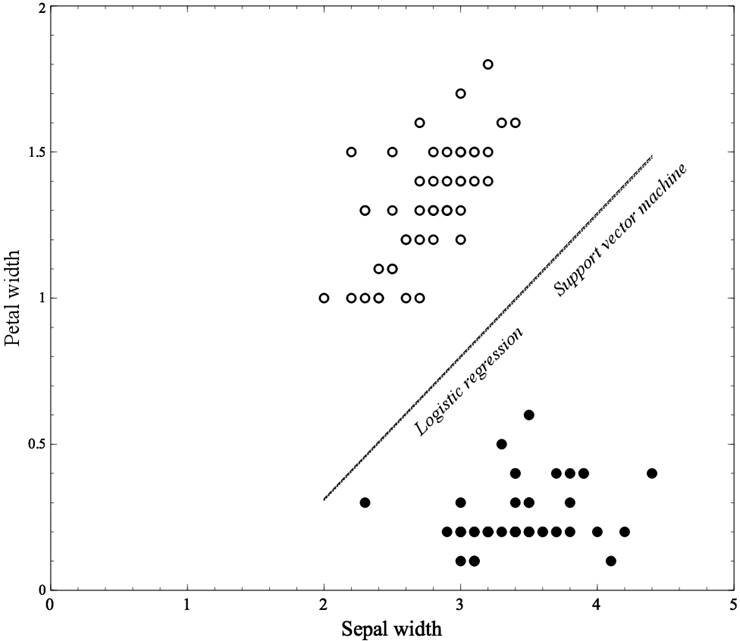 2
1.5
Petal width
1
0.5
0
Support vector machine
Logistic regression
0
1
2
3
4
5
Sepal width